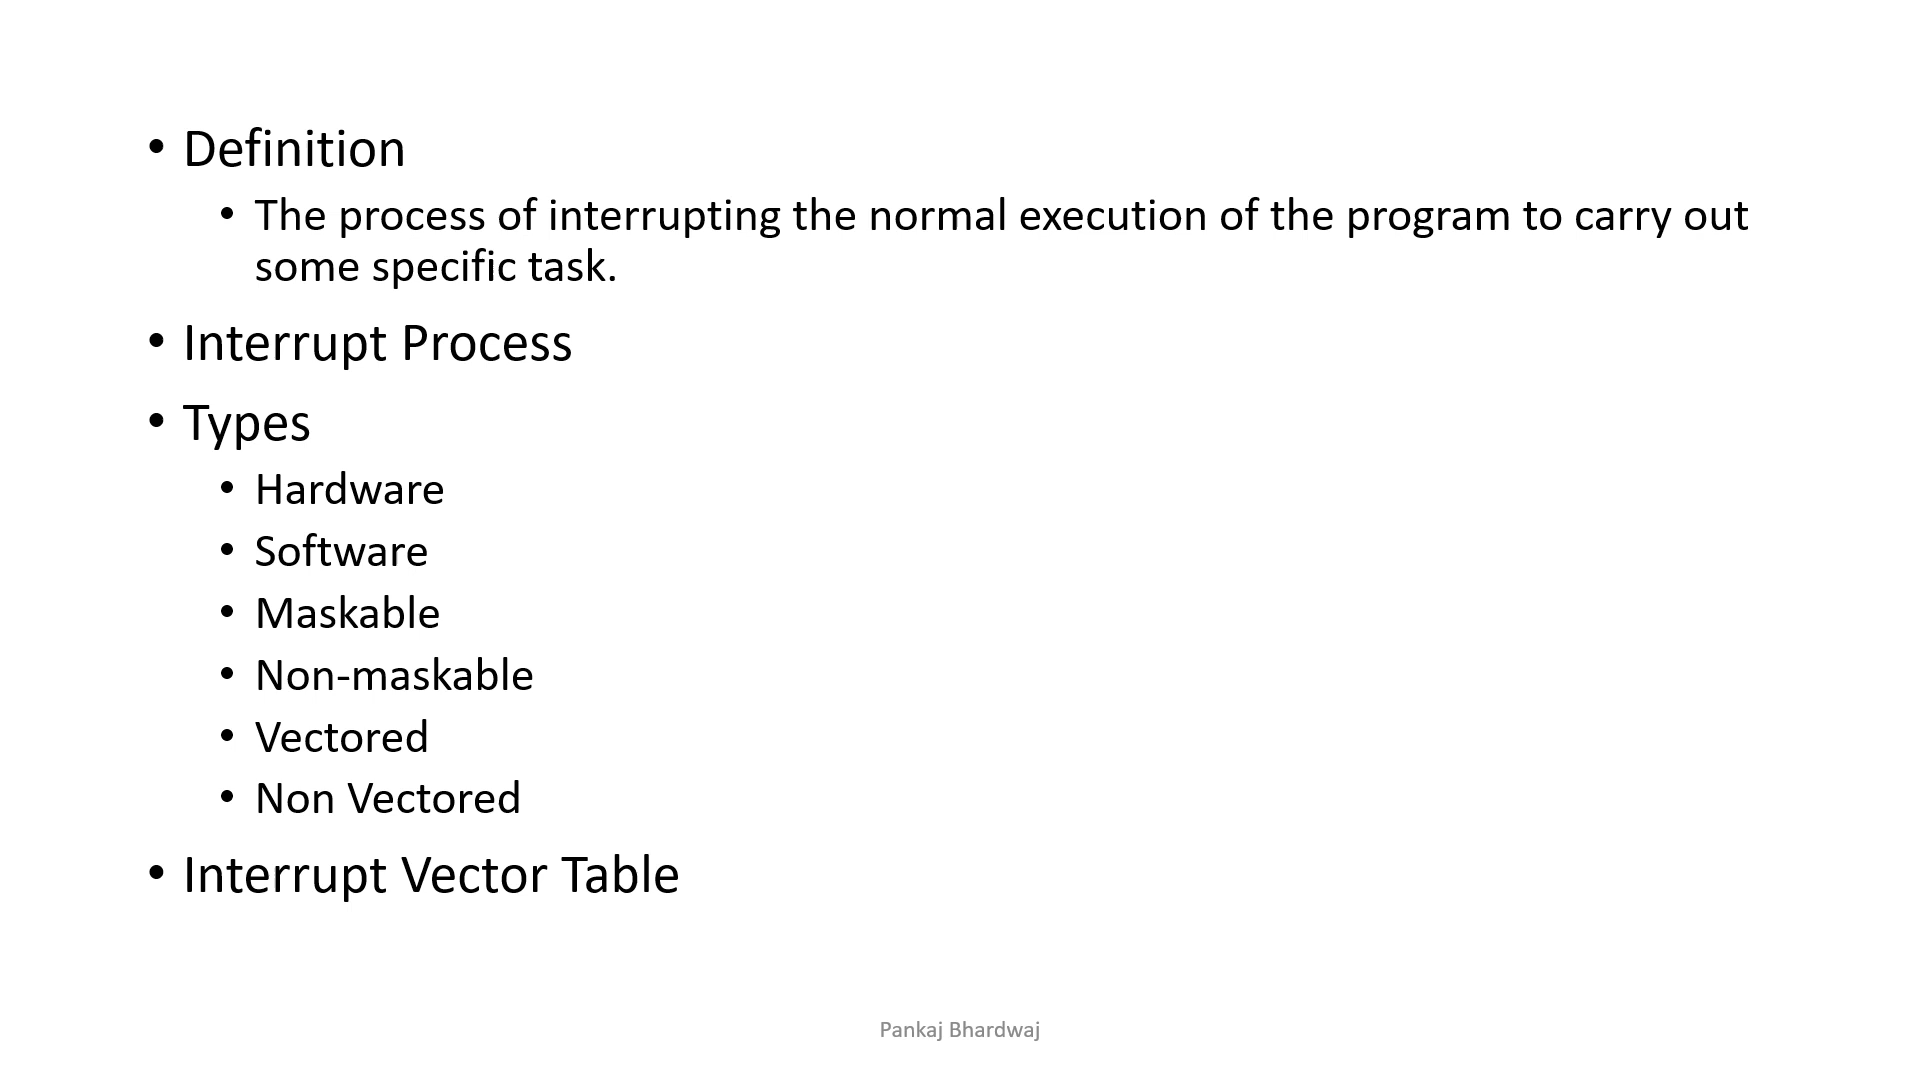 • Definition
• The process of interrupting the normal execution of the program to carry out
some specific task.
• Interrupt Process
• Types
• Hardware
• Software
• Maskable
• Non-maskable
• Vectored
• Non Vectored
• Interrupt Vector Table
Pankaj Bhardwaj